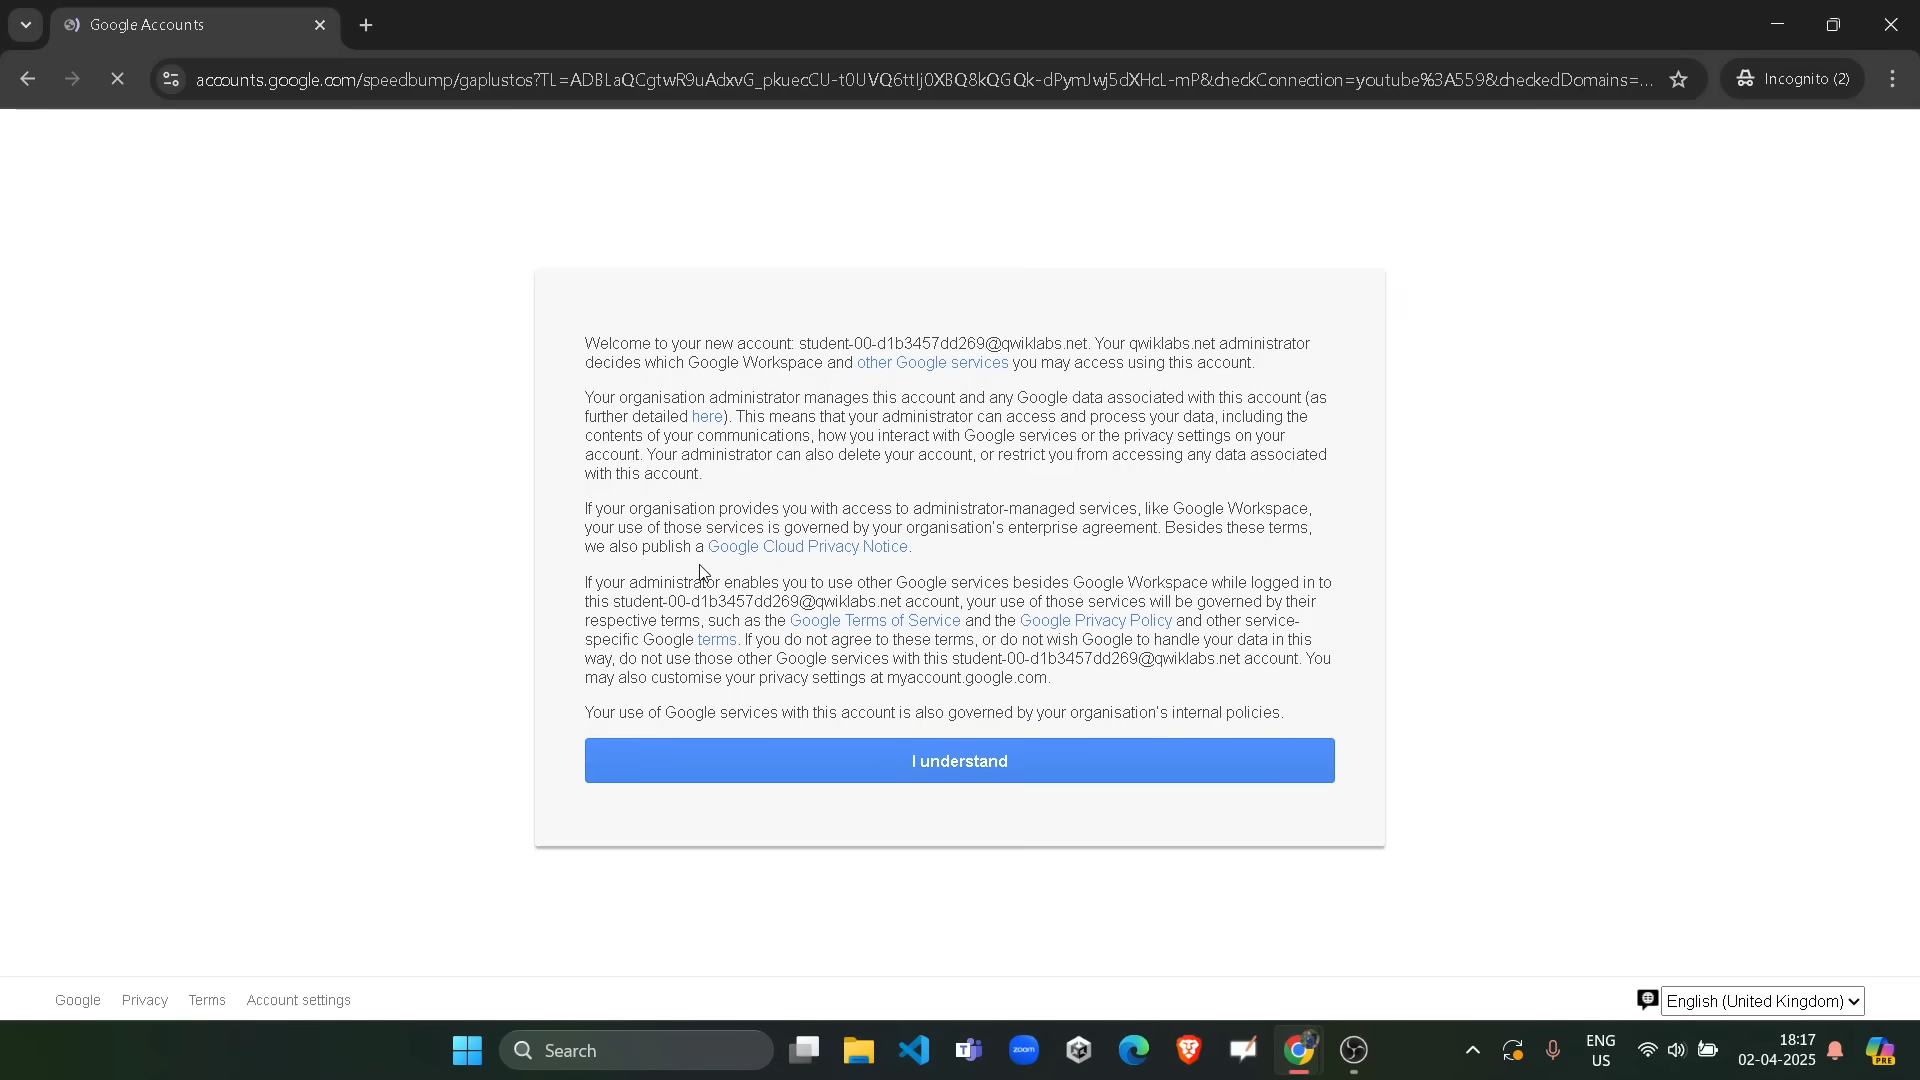 Google Accounts
accounts.google.com/speedbump/gaplustos?TL=ADBLaQCgtwR9uAdxvG_pkuecCU-t0UVQ6ttIj0XBQ8kQGQk-dPymJwj5dXHcL-mP&checkConnection=youtube%3A559&checkedDomains=...
Incognito (2)
Welcome to your new account: student-00-d1b3457dd269@qwiklabs.net. Your qwiklabs.net administrator
decides which Google Workspace and other Google services you may access using this account.
Your organisation administrator manages this account and any Google data associated with this account (as
further detailed here). This means that your administrator can access and process your data, including the
contents of your communications, how you interact with Google services or the privacy settings on your
account. Your administrator can also delete your account, or restrict you from accessing any data associated
with this account.
If your organisation provides you with access to administrator-managed services, like Google Workspace,
your use of those services is governed by your organisation's enterprise agreement. Besides these terms,
we also publish a Google Cloud Privacy Notice.
If your administrator enables you to use other Google services besides Google Workspace while logged in to
this student-00-d1b3457dd269@qwiklabs.net account, your use of those services will be governed by their
respective terms, such as the Google Terms of Service and the Google Privacy Policy and other service-
specific Google terms. If you do not agree to these terms, or do not wish Google to handle your data in this
way, do not use those other Google services with this student-00-d1b3457dd269@qwiklabs.net account. You
may also customise your privacy settings at myaccount.google.com.
Your use of Google services with this account is also governed by your organisation's internal policies.
I understand
Google Privacy Terms Account settings
English (United Kingdom)
Search
zoom
ENG
US
18:17
02-04-2025
PRE